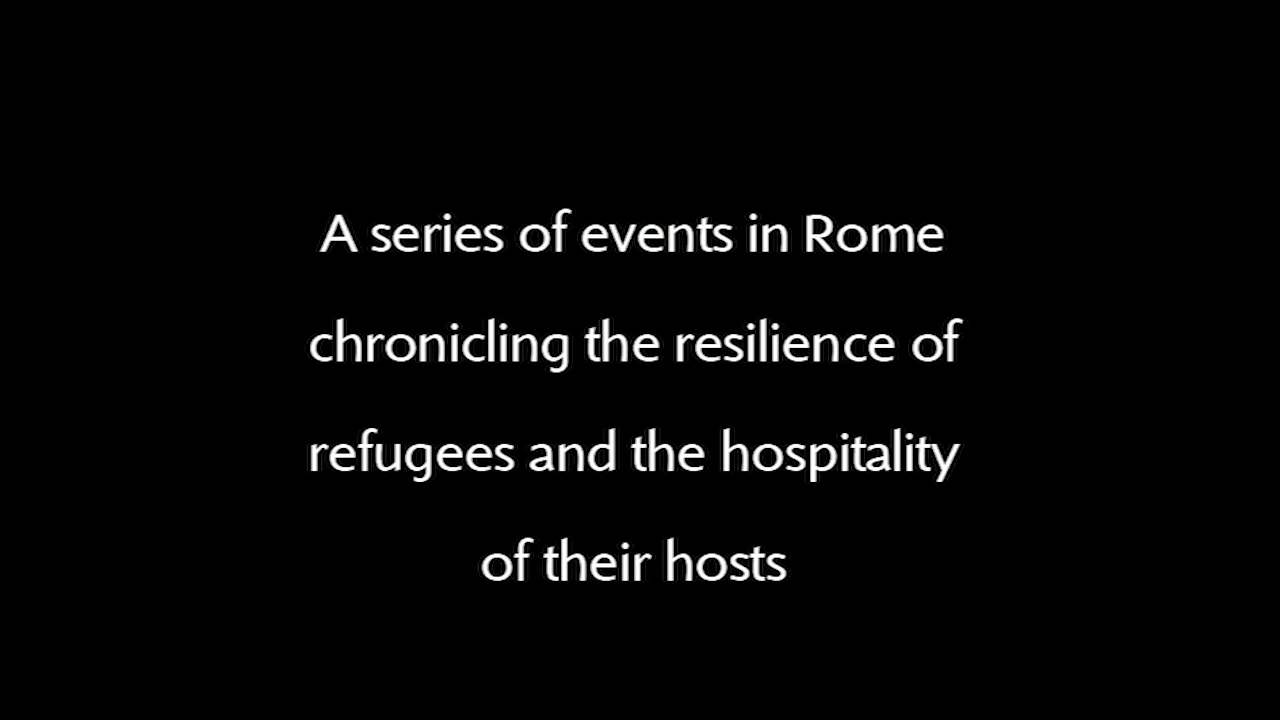 A series of events in Rome
chronicling the resilience of
refugees and the hospitality
of their hosts